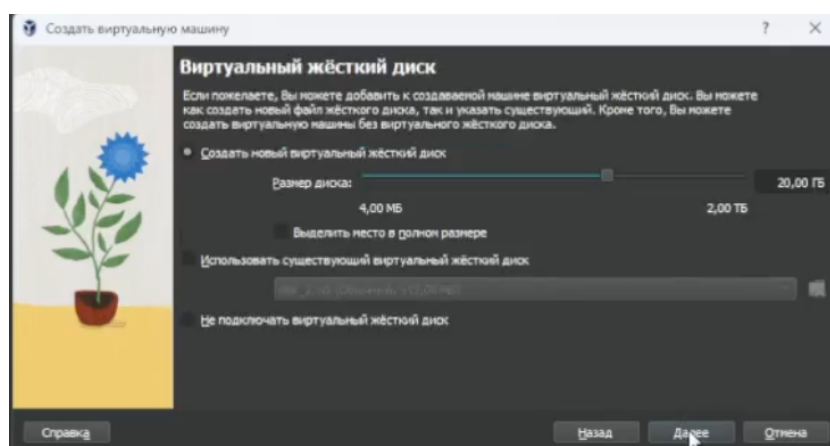 Создать виртуальную машину
Виртуальный жёсткий диск
Если пожелаете, Вы можете добавить к создаваемой машине виртуальный жёсткий диск. Вы можете
как создать новый файл жёсткого диска, так и указать существующий. Кроме того, Вы можете
создать виртуальную машины без виртуального жёсткого диска.
Создать новый виртуальный жёсткий диск
Размер диска:
20,00 ГБ
4,00 МБ
2,00 ТБ
Выделить место в полном размере
Использовать существующий виртуальный жёсткий диск
Не подключать виртуальный жёсткий диск
Справка
Назад
Далее
Отмена